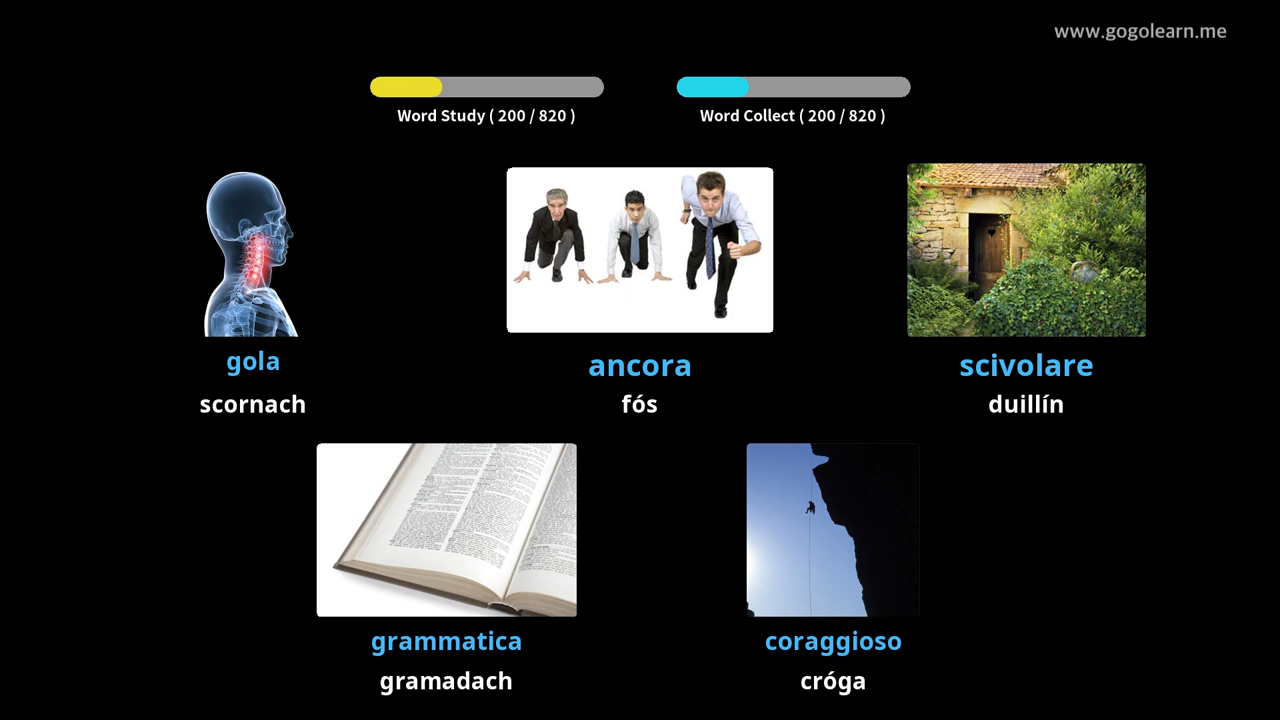 www.gogolearn.me
Word Study ( 200 / 820 )
Word Collect ( 200 / 820 )
gola
scornach
ancora
fós
scivolare
duillín
grammatica
gramadach
coraggioso
cróga